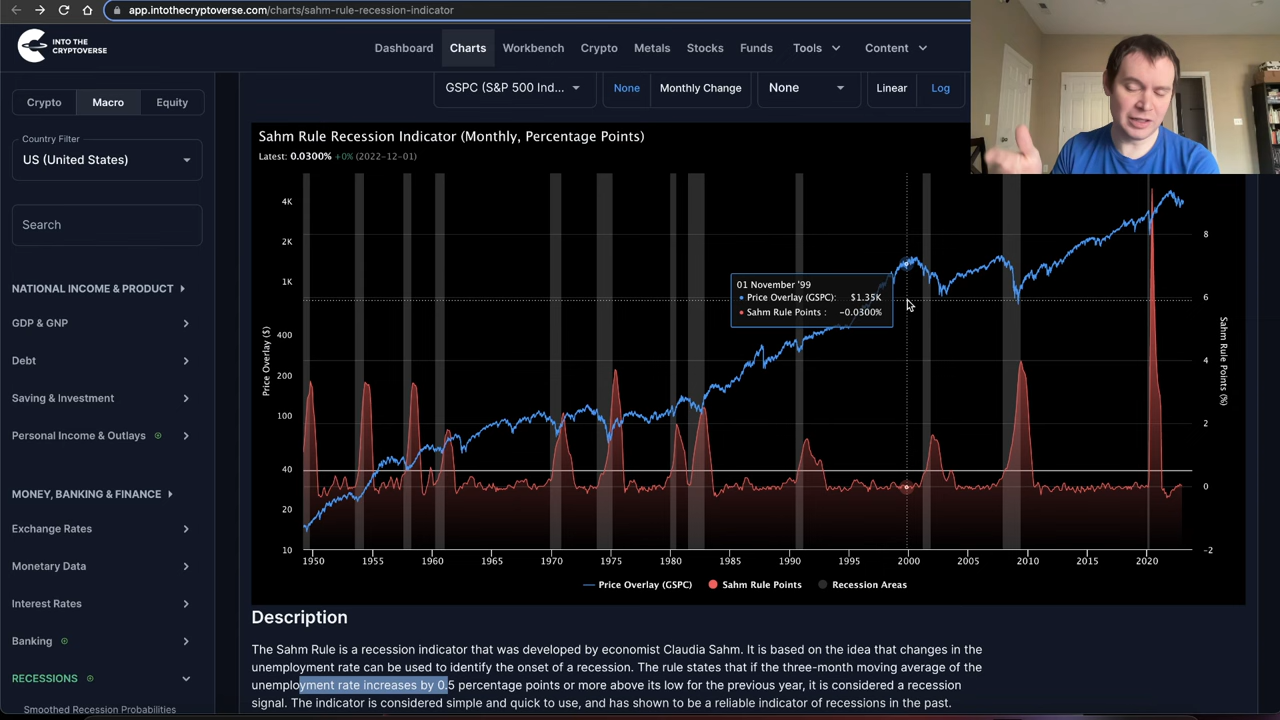 app.intothecryptoverse.com/charts/sahm-rule-recession-indicator
INTO THE
CRYPTOVERSE
Dashboard Charts Workbench Crypto Metals Stocks Funds Tools Content
Crypto Macro Equity
Country Filter
US (United States)
Search
NATIONAL INCOME & PRODUCT
GDP & GNP
Debt
Saving & Investment
Personal Income & Outlays
MONEY, BANKING & FINANCE
Exchange Rates
Monetary Data
Interest Rates
Banking
RECESSIONS
Smoothed Recession Probabilities
GSPC (S&P 500 Ind... None Monthly Change None Linear Log
Sahm Rule Recession Indicator (Monthly, Percentage Points)
Latest: 0.0300% +0% (2022-12-01)
4K
2K
1K
400
200
100
40
20
10
Price Overlay ($)
01 November '99
Price Overlay (GSPC): $1.35K
Sahm Rule Points : -0.0300%
8
6
4
2
0
-2
Sahm Rule Points (%)
1950 1955 1960 1965 1970 1975 1980 1985 1990 1995 2000 2005 2010 2015 2020
Price Overlay (GSPC) Sahm Rule Points Recession Areas
Description
The Sahm Rule is a recession indicator that was developed by economist Claudia Sahm. It is based on the idea that changes in the
unemployment rate can be used to identify the onset of a recession. The rule states that if the three-month moving average of the
unemployment rate increases by 0.5 percentage points or more above its low for the previous year, it is considered a recession
signal. The indicator is considered simple and quick to use, and has shown to be a reliable indicator of recessions in the past.